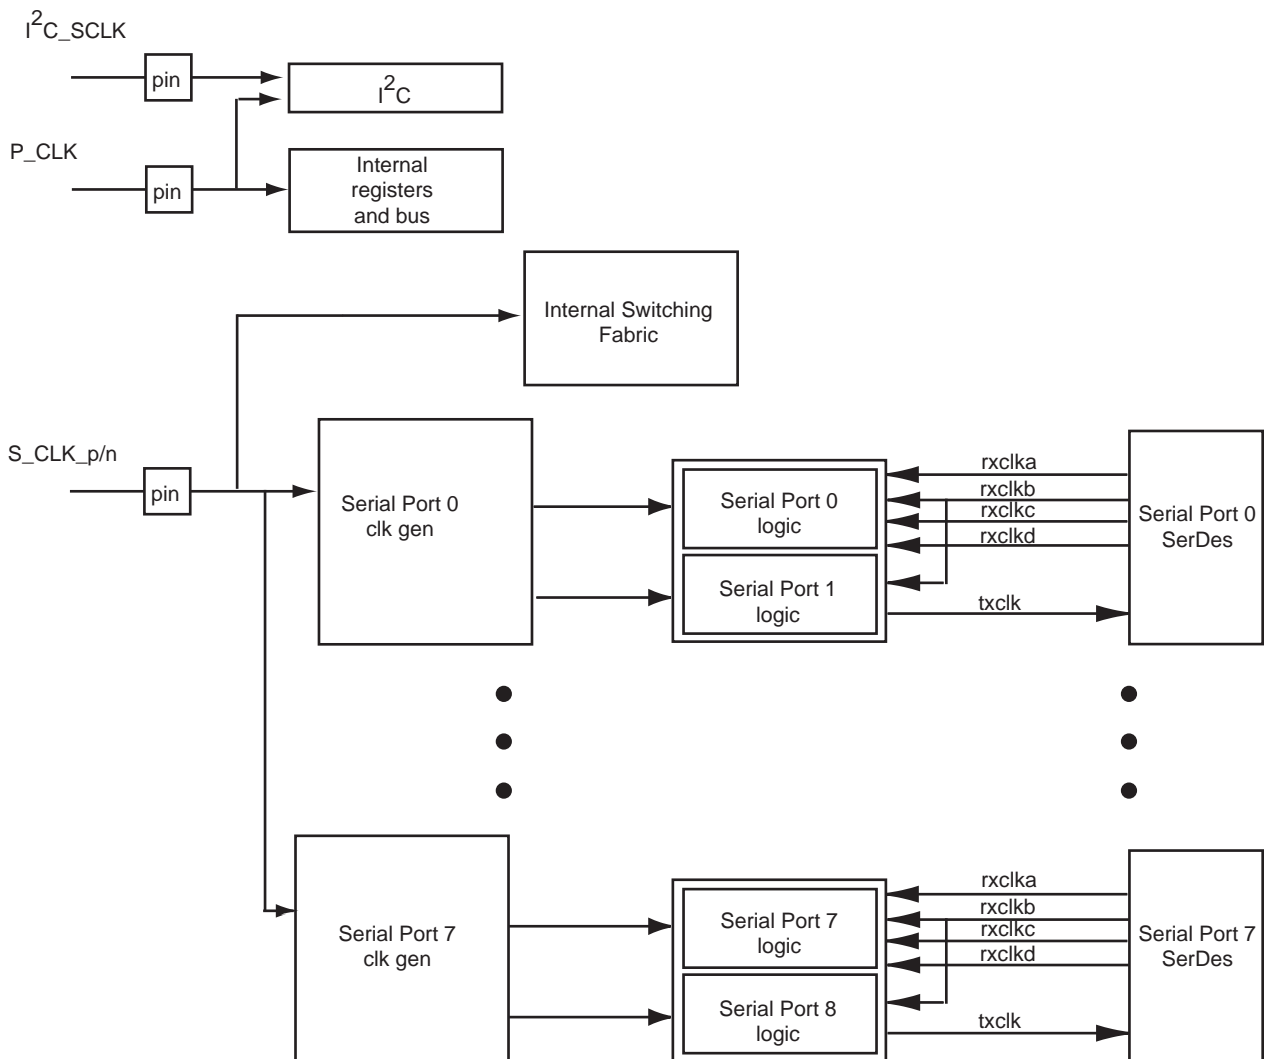 I²C_SCLK
pin
I²C
P_CLK
pin
Internal
registers
and bus
Internal Switching
Fabric
S_CLK_p/n
pin
Serial Port 0
clk gen
Serial Port 0
logic
Serial Port 1
logic
rxclka
rxclkb
rxclkc
rxclkd
txclk
Serial Port 0
SerDes
Serial Port 7
clk gen
Serial Port 7
logic
Serial Port 8
logic
rxclka
rxclkb
rxclkc
rxclkd
txclk
Serial Port 7
SerDes